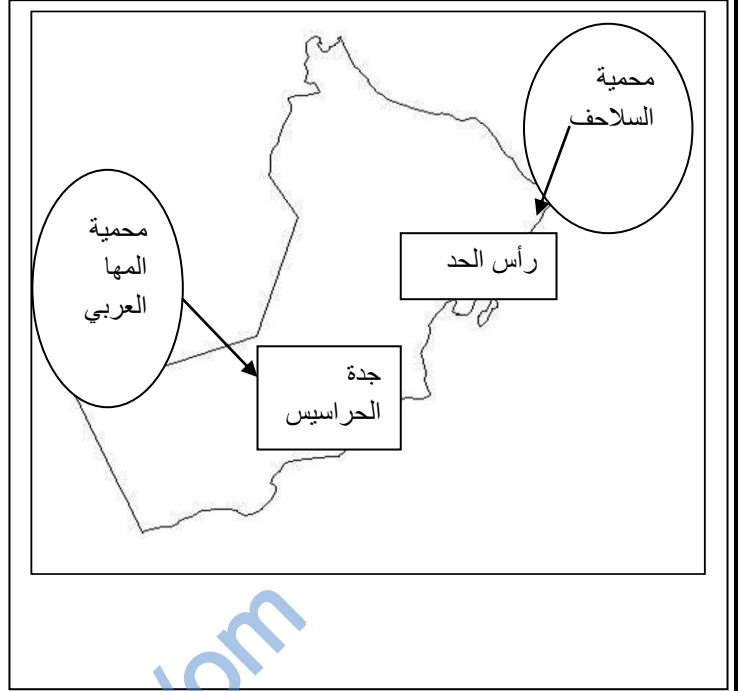 محمية
السلاحف
رأس الحد
محمية
المها
العربي
جدة
الحراسيس